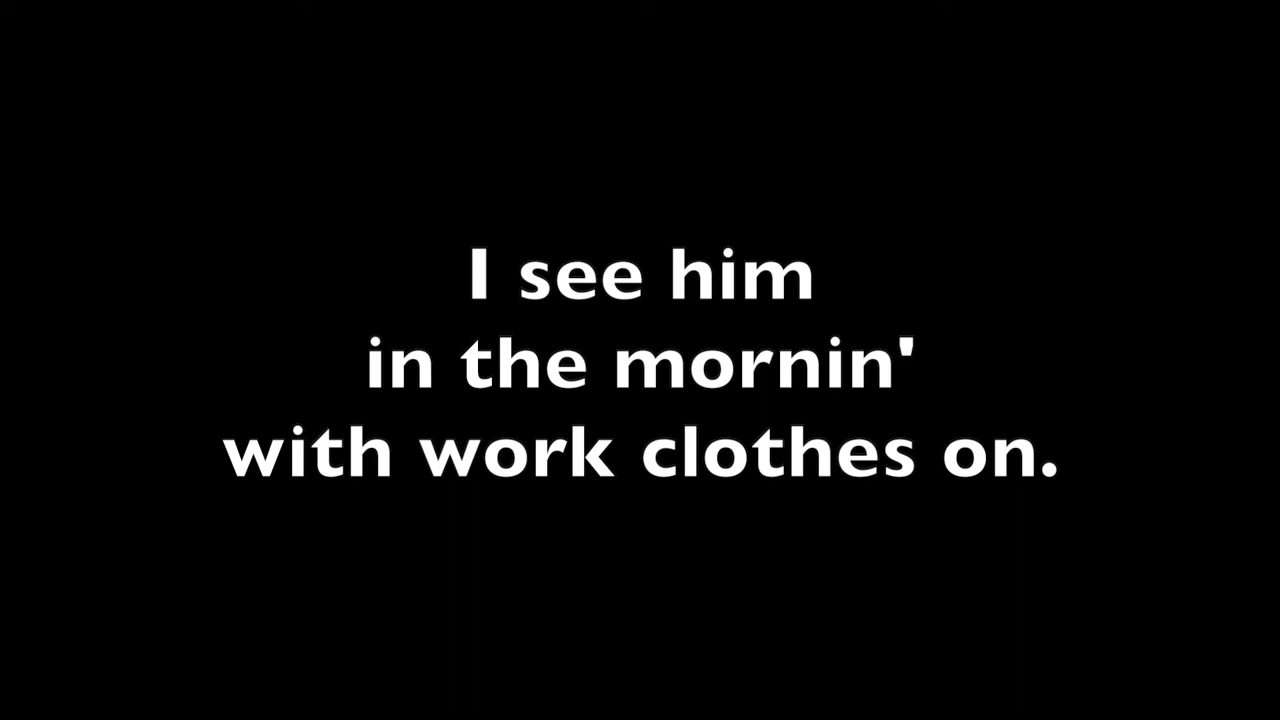 I see him
in the mornin'
with work clothes on.